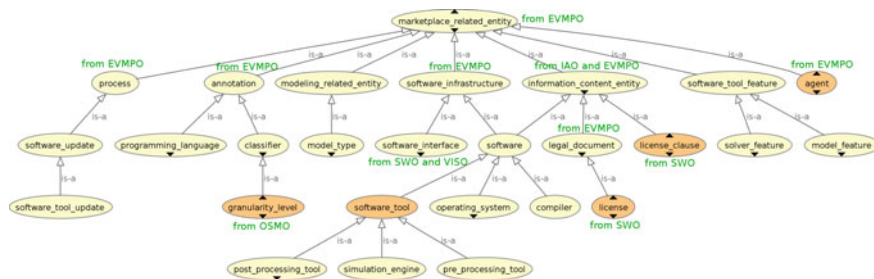 marketplace_related_entity from EVMPO
is-a is-a is-a is-a is-a is-a is-a
from EVMPO from EVMPO from EVMPO from IAO and EVMPO from EVMPO
process annotation modeling_related_entity software_infrastructure information_content_entity software_tool_feature agent
is-a is-a is-a is-a is-a is-a is-a is-a is-a is-a is-a
from EVMPO
software_update programming_language classifier model_type software_interface software legal_document license_clause solver_feature model_feature
from SWO and VISO from SWO
is-a is-a is-a is-a is-a is-a
software_tool_update granularity_level software_tool operating_system compiler license
from OSMO from SWO
is-a is-a is-a
post_processing_tool simulation_engine pre_processing_tool